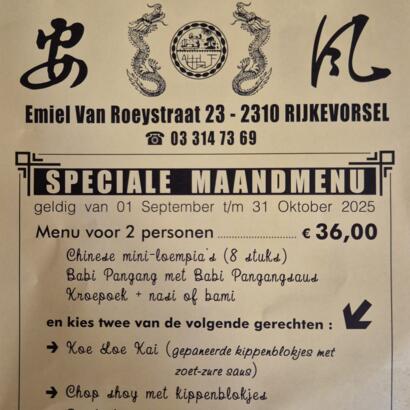 安 風
Emiel Van Roeystraat 23 - 2310 RIJKEVORSEL
☎ 03 314 73 69
SPECIALE MAANDMENU
geldig van 01 September t/m 31 Oktober 2025
Menu voor 2 personen ........................ € 36,00
Chinese mini-loempia's (8 stuks)
Babi Pangang met Babi Pangangsaus
Kroepoek + nasi of bami
en kies twee van de volgende gerechten :
→ Koe Loe Kai (gepaneerde kippenblokjes met
zoet-zure saus)
→ Chop shoy met kippenblokjes